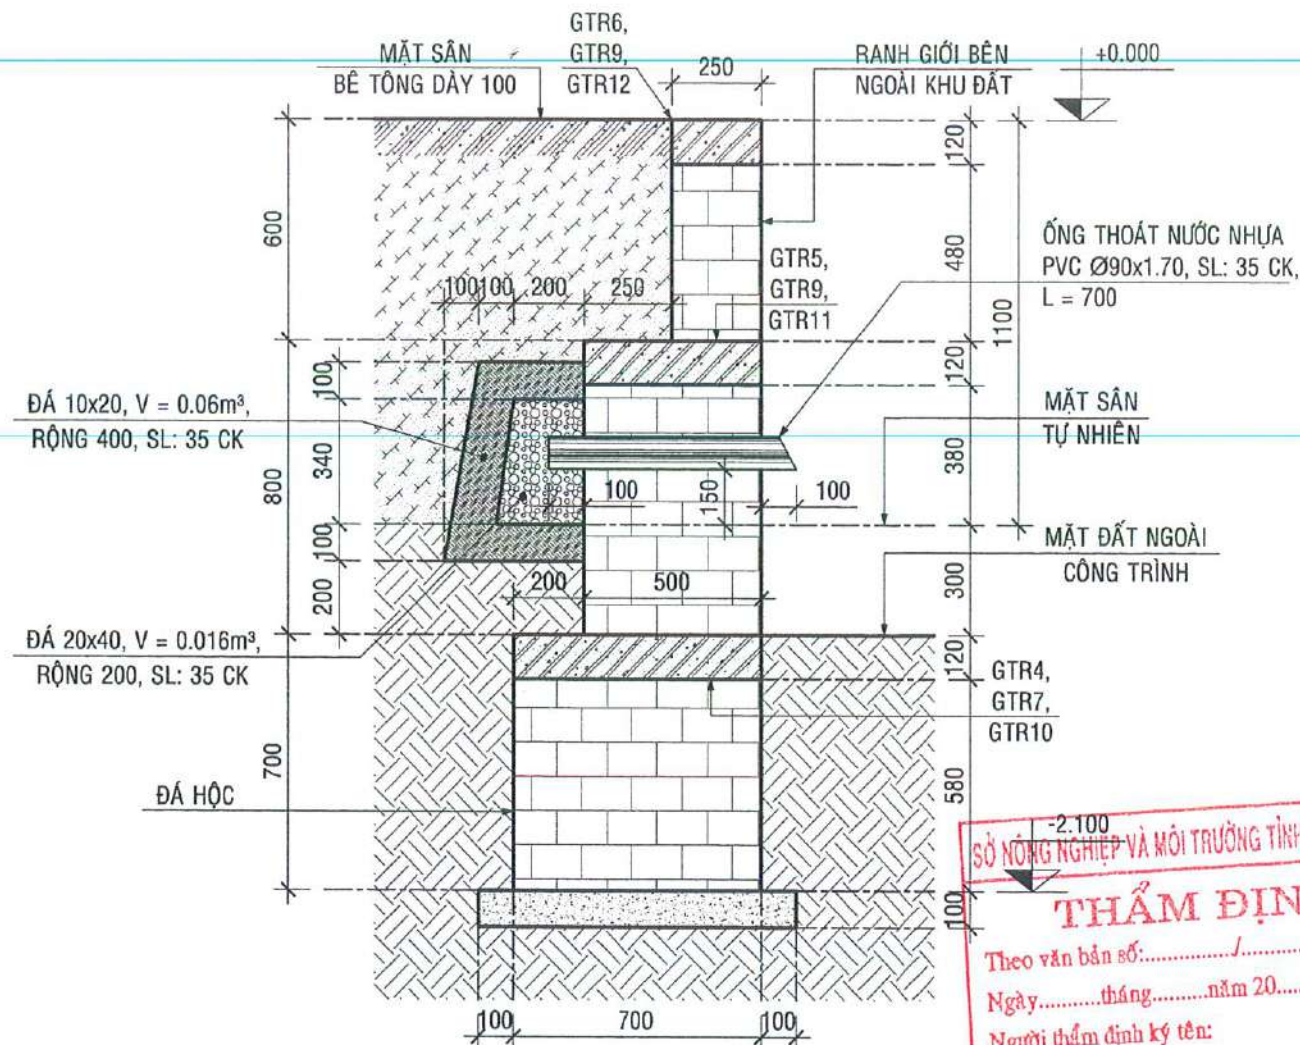 GTR6,
GTR9,
GTR12
MẶT SÂN
BÊ TÔNG DÀY 100
250
RANH GIỚI BÊN
NGOÀI KHU ĐẤT
+0.000
120
600
480
1100
ỐNG THOÁT NƯỚC NHỰA
PVC Ø90x1.70, SL: 35 CK,
L = 700
GTR5,
GTR9,
GTR11
100
100
200
250
120
100
ĐÁ 10x20, V = 0.06m³,
RỘNG 400, SL: 35 CK
MẶT SÂN
TỰ NHIÊN
340
380
800
100
150
100
100
MẶT ĐẤT NGOÀI
CÔNG TRÌNH
200
200
500
300
ĐÁ 20x40, V = 0.016m³,
RỘNG 200, SL: 35 CK
120
GTR4,
GTR7,
GTR10
700
580
ĐÁ HỘC
-2.100
100
100
700
100
SỞ NÔNG NGHIỆP VÀ MÔI TRƯỜNG TỈNH
THẨM ĐỊN
Theo văn bản số:............../...........
Ngày..........tháng.........năm 20......
Người thẩm định ký tên: